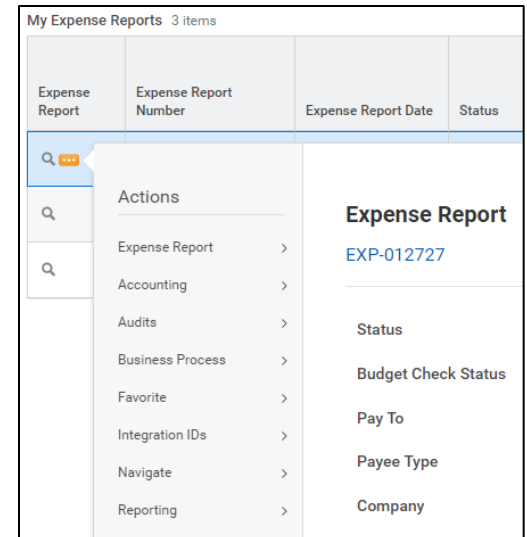 My Expense Reports 3 items
Expense Report
Expense Report Number
Expense Report Date
Status
Actions
Expense Report
Accounting
Audits
Business Process
Favorite
Integration IDs
Navigate
Reporting
Expense Report
EXP-012727
Status
Budget Check Status
Pay To
Payee Type
Company